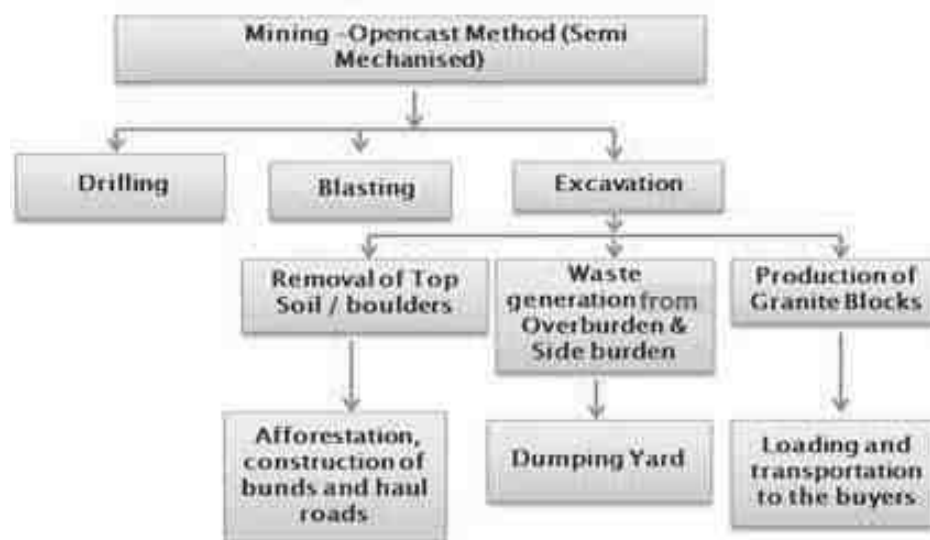 Mining -Opencast Method (Semi
Mechanised)
Drilling
Blasting
Excavation
Removal of Top
Soil / boulders
Waste
generation from
Overburden &
Side burden
Production of
Granite Blocks
Afforestation,
construction of
bunds and haul
roads
Dumping Yard
Loading and
transportation
to the buyers